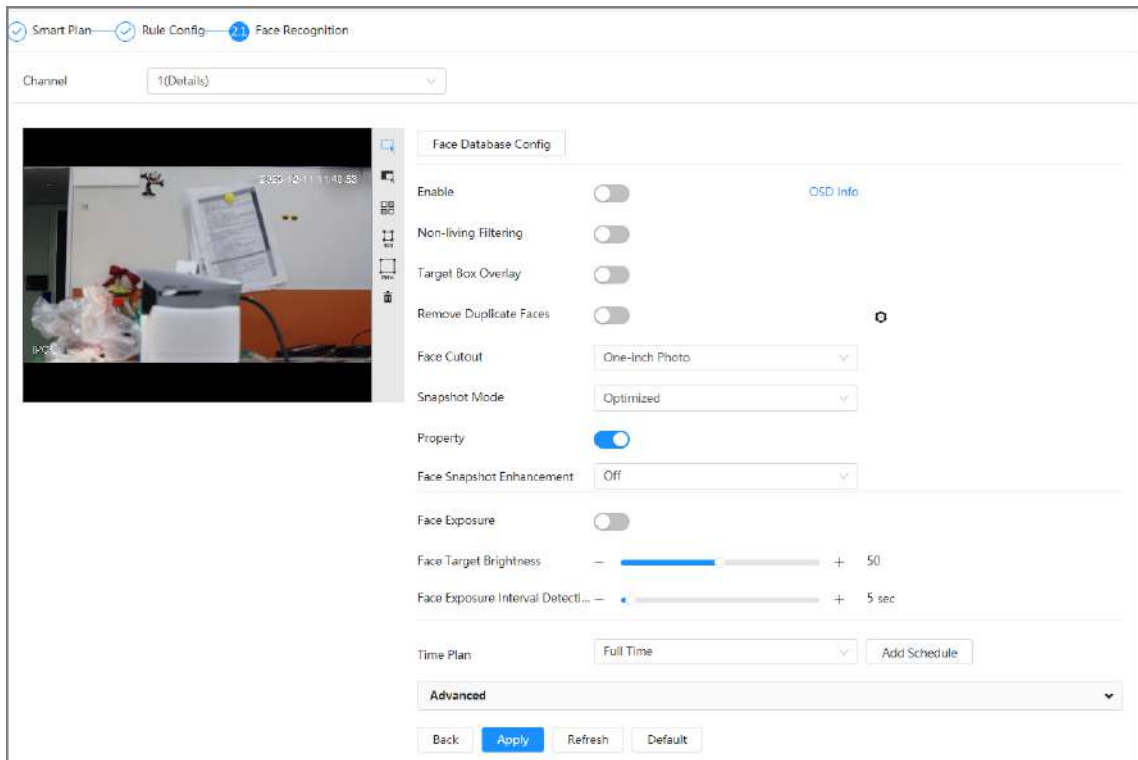 Smart Plan Rule Config 2.1 Face Recognition
Channel 1(Details)
Face Database Config
Enable OSD Info
Non-living Filtering
Target Box Overlay
Remove Duplicate Faces
Face Cutout One-inch Photo
Snapshot Mode Optimized
Property
Face Snapshot Enhancement Off
Face Exposure
Face Target Brightness − + 50
Face Exposure Interval Detecti... − + 5 sec
Time Plan Full Time Add Schedule
Advanced
Back Apply Refresh Default